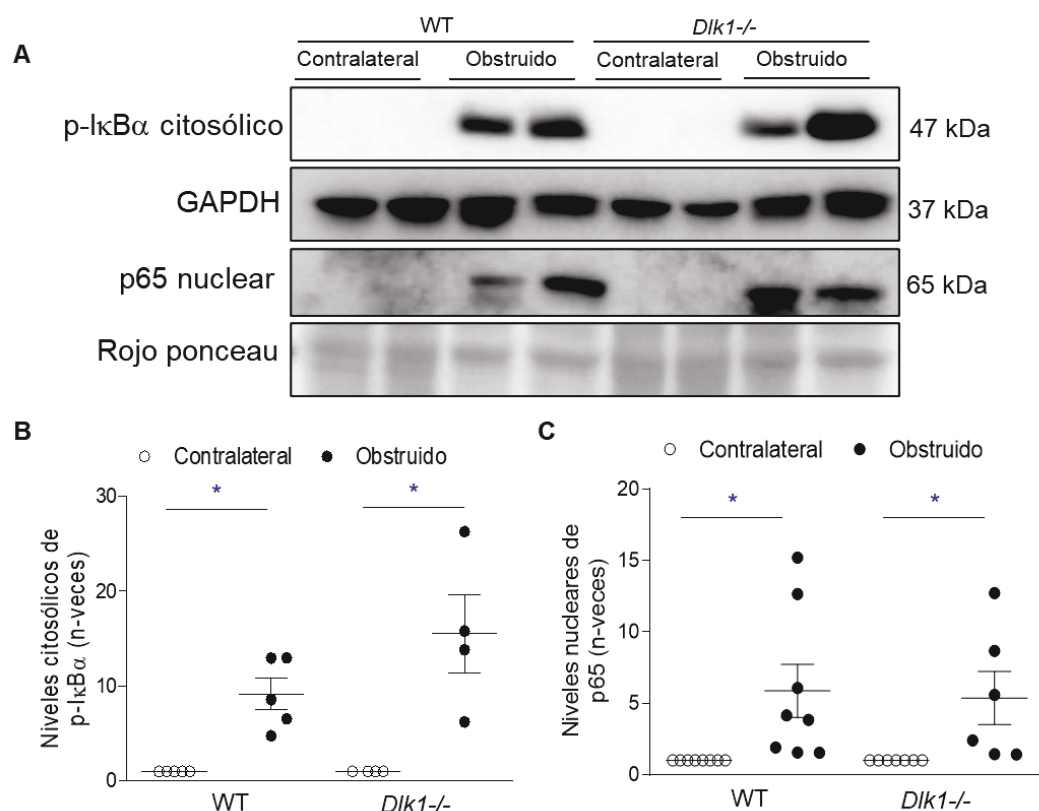 A
WT
Dlk1-/-
Contralateral
Obstruido
Contralateral
Obstruido
p-IκBα citosólico
47 kDa
GAPDH
37 kDa
p65 nuclear
65 kDa
Rojo ponceau
B
○ Contralateral ● Obstruido
*
*
Niveles citosólicos de
p-IκBα (n-veces)
30
20
10
0
WT
Dlk1-/-
C
○ Contralateral ● Obstruido
*
*
Niveles nucleares de
p65 (n-veces)
20
15
10
5
0
WT
Dlk1-/-